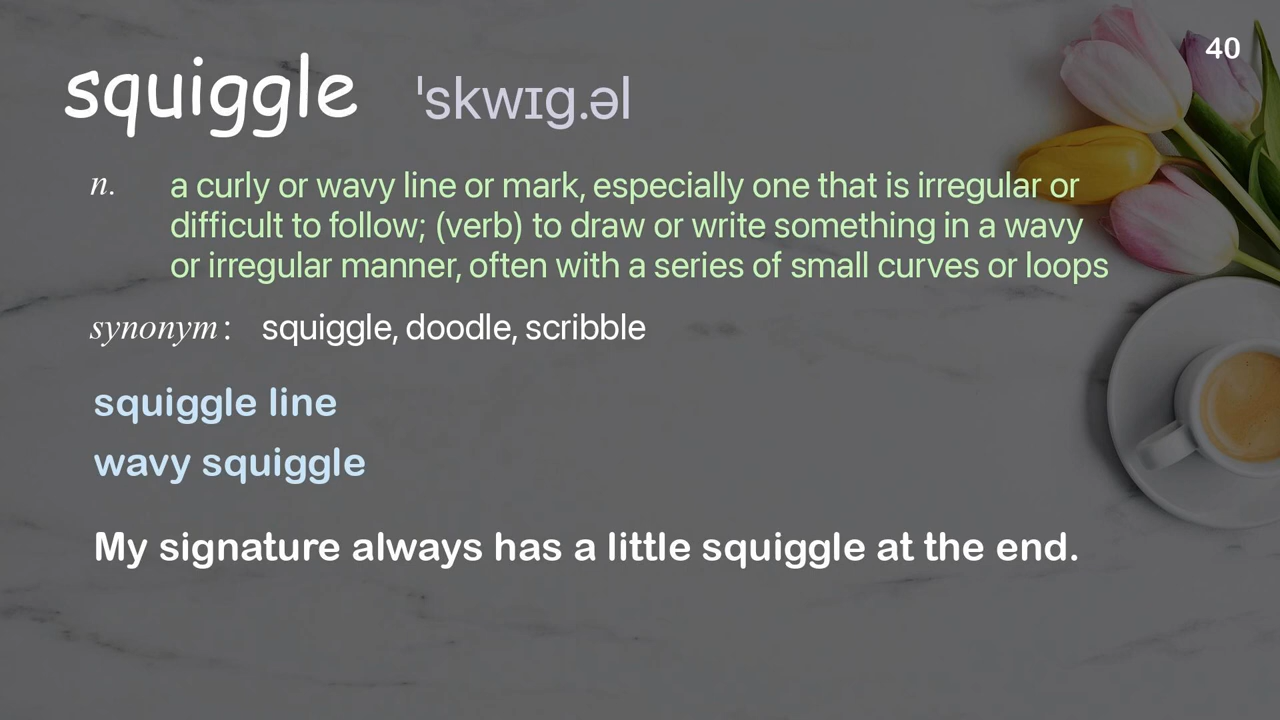 40
squiggle ˈskwɪg.əl
n. a curly or wavy line or mark, especially one that is irregular or
difficult to follow; (verb) to draw or write something in a wavy
or irregular manner, often with a series of small curves or loops
synonym : squiggle, doodle, scribble
squiggle line
wavy squiggle
My signature always has a little squiggle at the end.